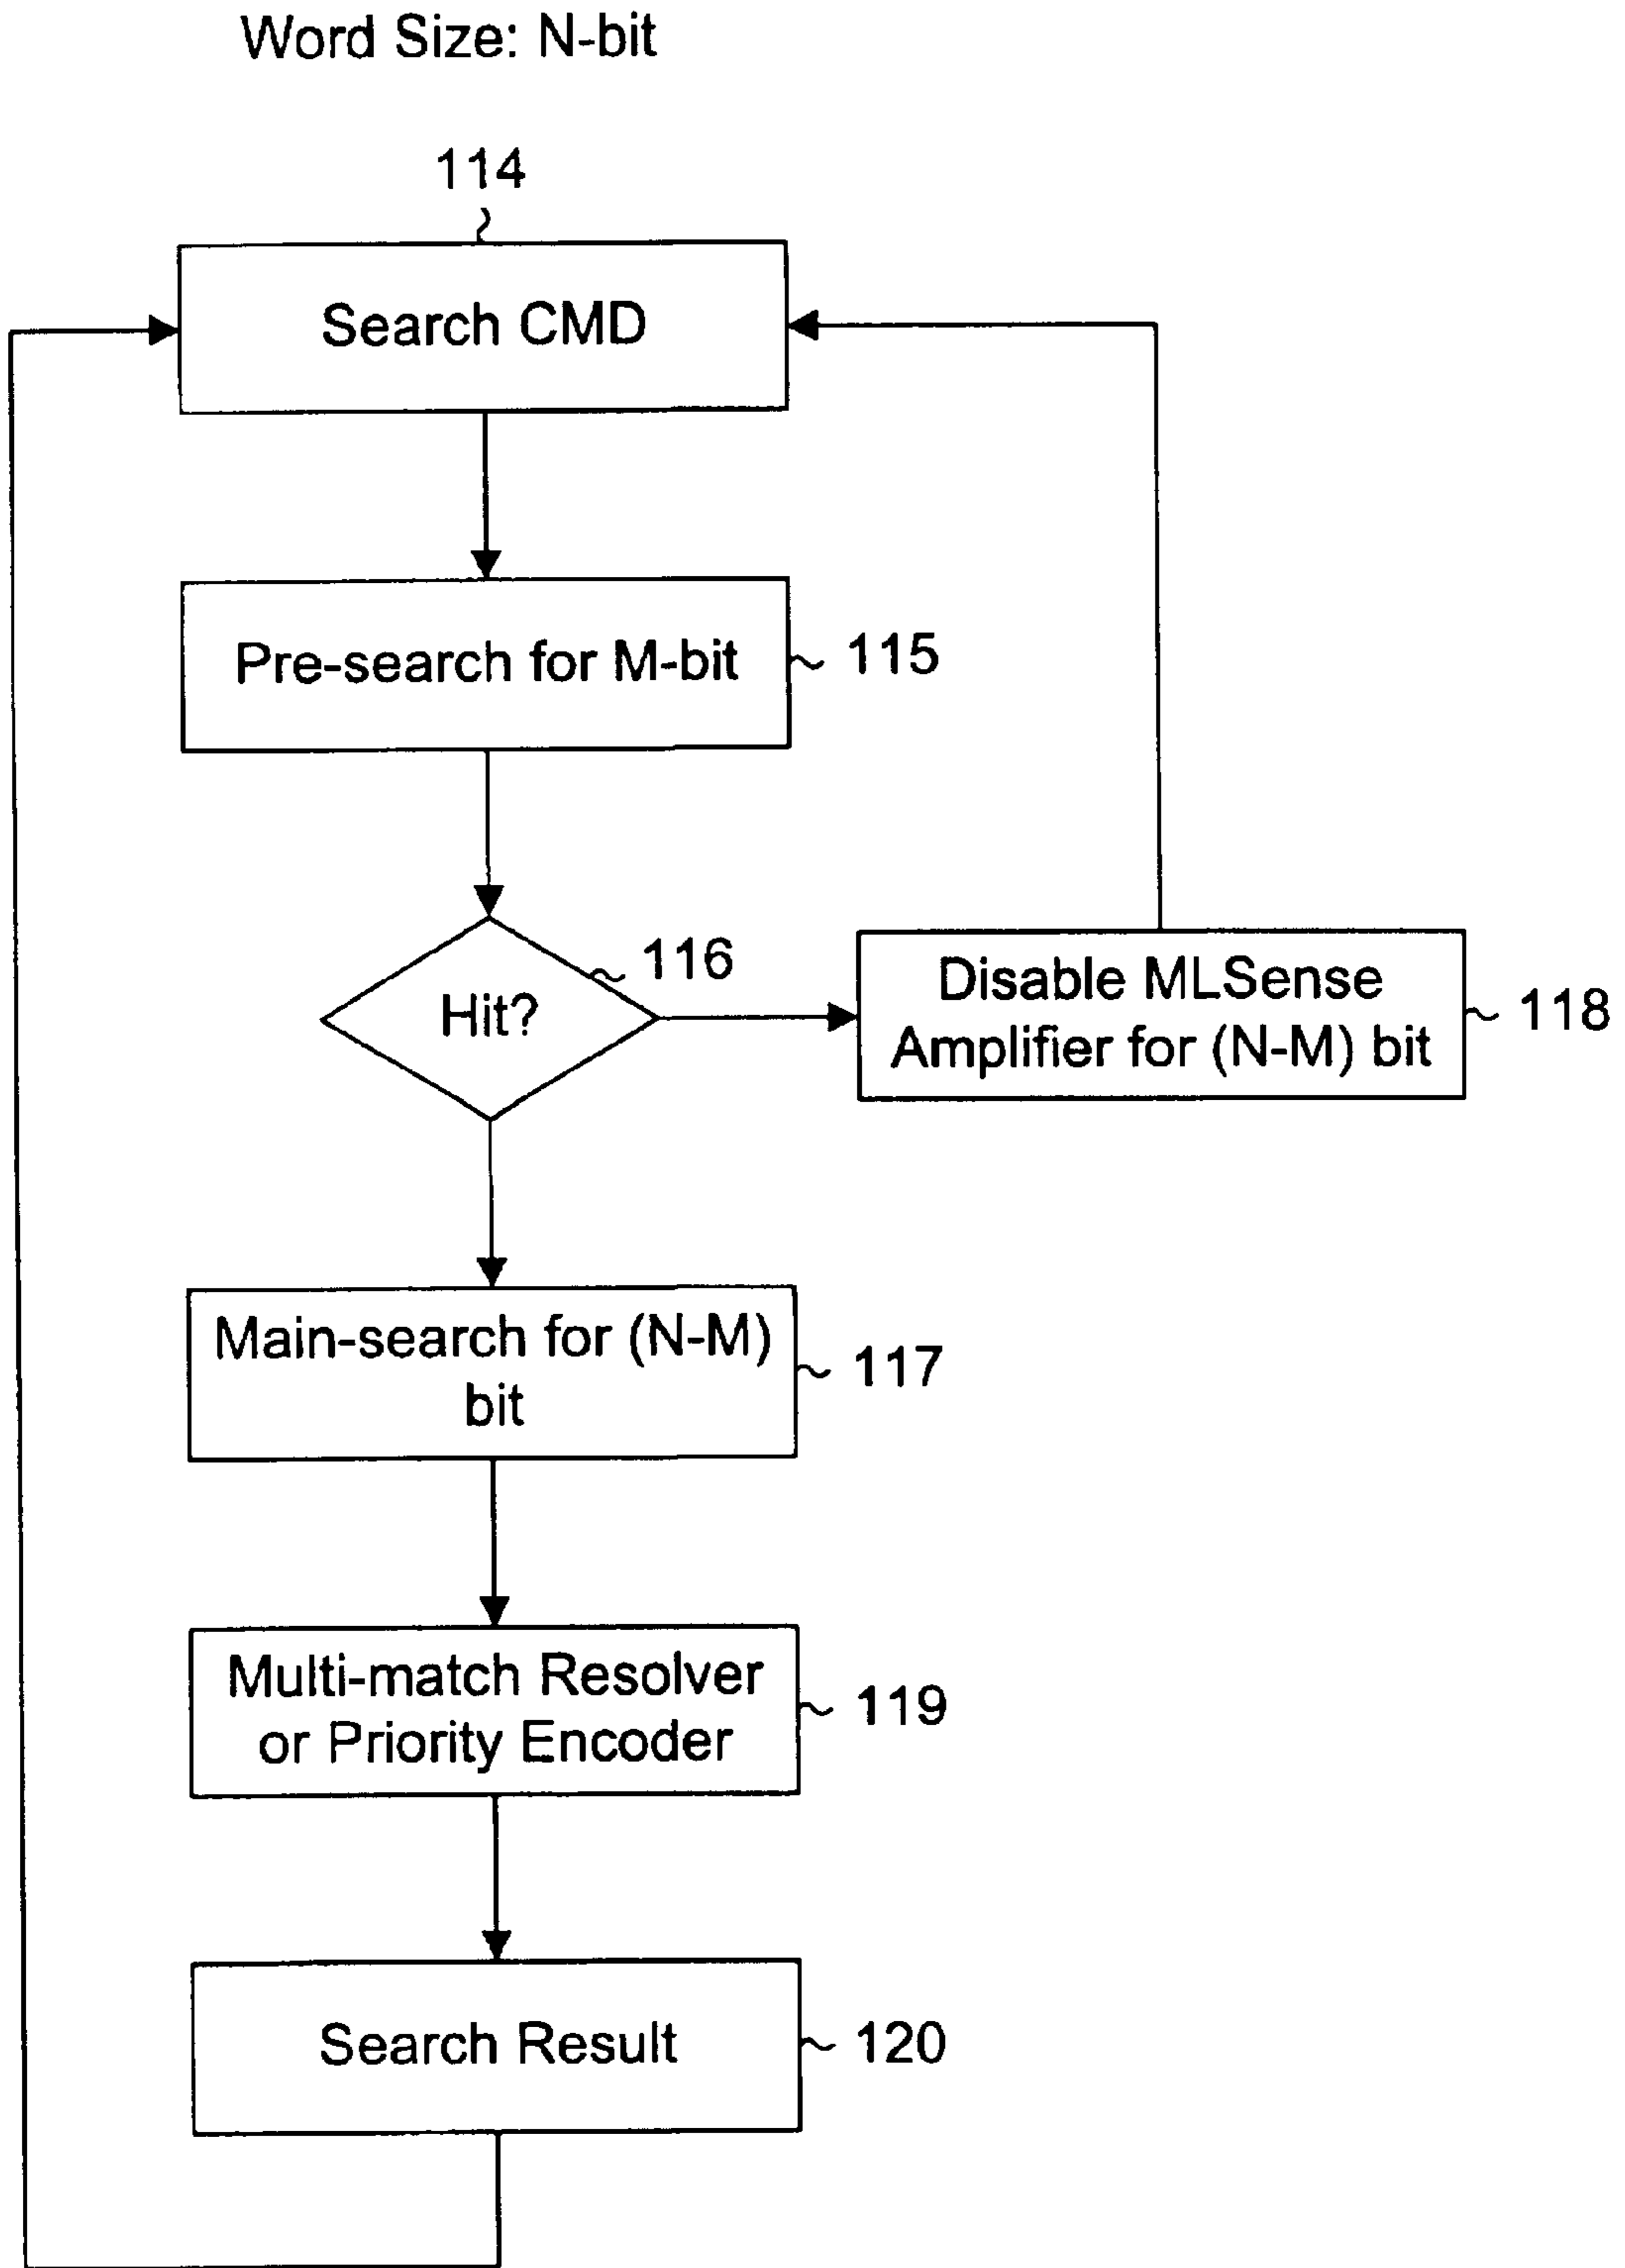 Word Size: N-bit
114
Search CMD
Pre-search for M-bit
115
116
Hit?
Disable MLSense
Amplifier for (N-M) bit
118
Main-search for (N-M)
bit
117
Multi-match Resolver
or Priority Encoder
119
Search Result
120